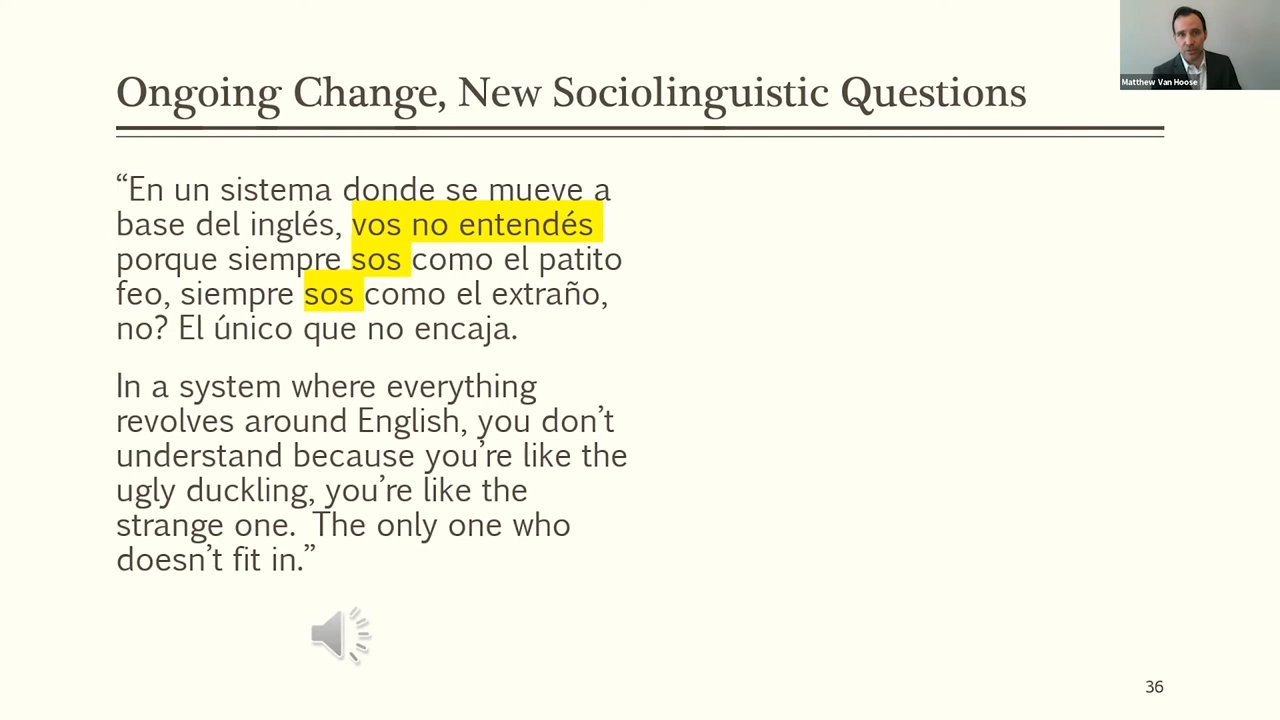 Matthew Van Hoose
Ongoing Change, New Sociolinguistic Questions
“En un sistema donde se mueve a
base del inglés, vos no entendés
porque siempre sos como el patito
feo, siempre sos como el extraño,
no? El único que no encaja.
In a system where everything
revolves around English, you don’t
understand because you’re like the
ugly duckling, you’re like the
strange one. The only one who
doesn’t fit in.”
36